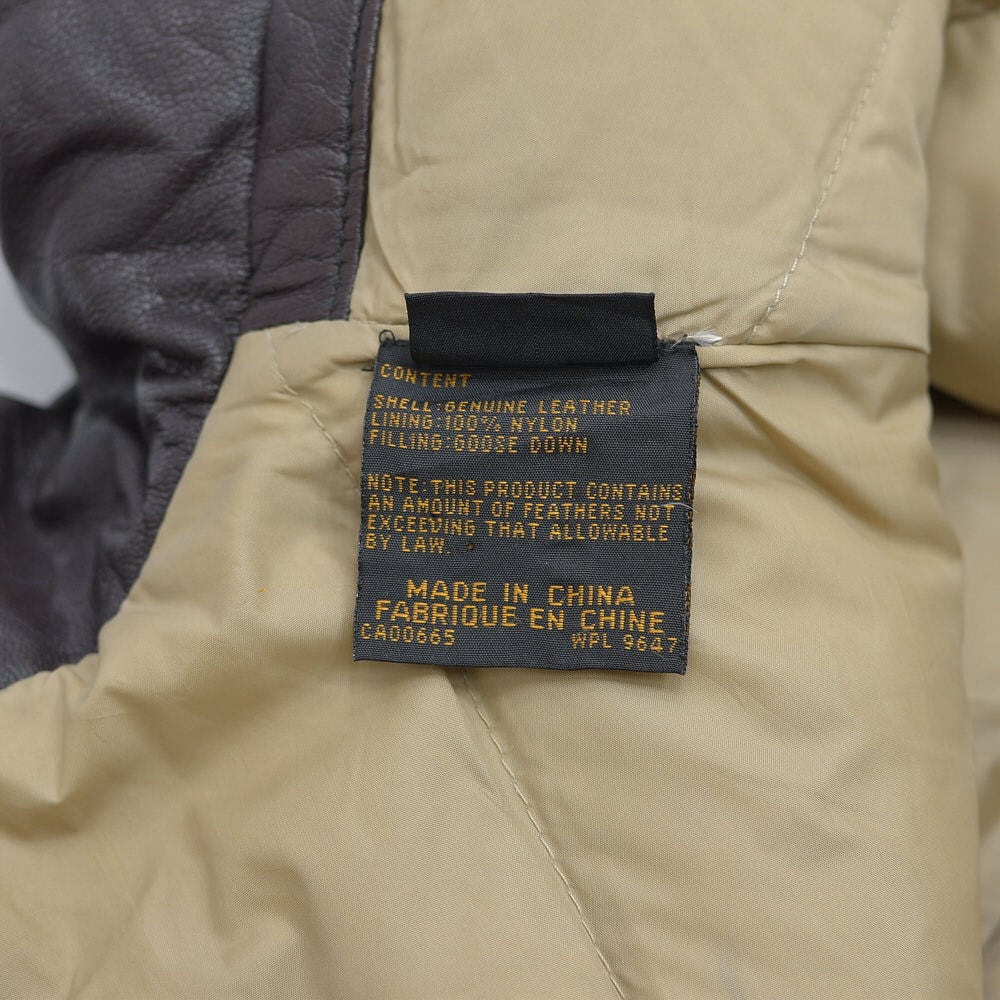 CONTENT
SHELL:GENUINE LEATHER
LINING:100% NYLON
FILLING:GOOSE DOWN
NOTE:THIS PRODUCT CONTAINS
AN AMOUNT OF FEATHERS NOT
EXCEEVING THAT ALLOWABLE
BY LAW.
MADE IN CHINA
FABRIQUE EN CHINE
CA00665 WPL 9647